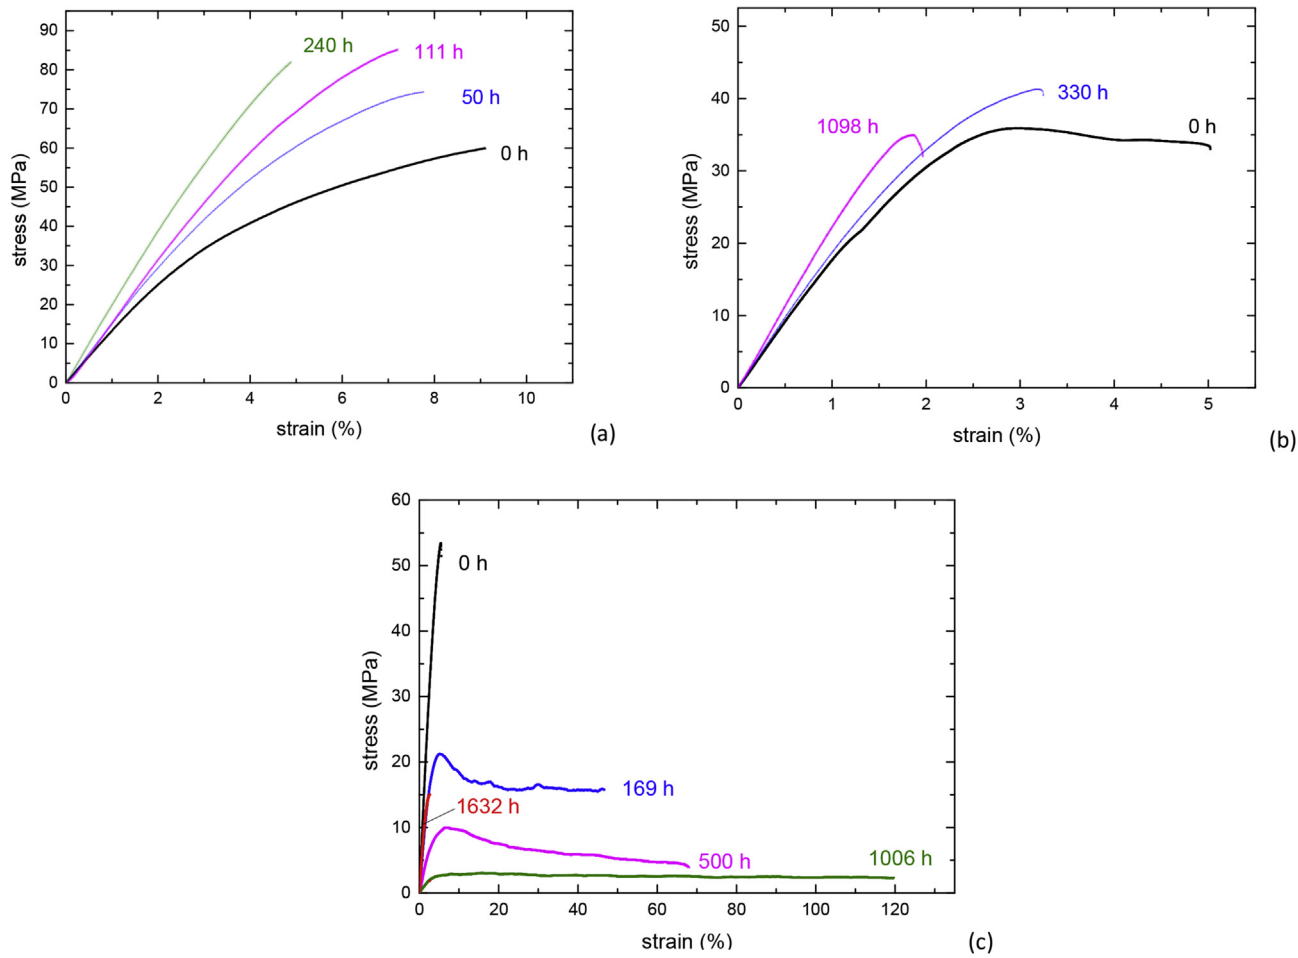 90
80
70
60
50
40
30
20
10
0
stress (MPa)
240 h
111 h
50 h
0 h
0 2 4 6 8 10
strain (%)
(a)
50
40
30
20
10
0
stress (MPa)
1098 h
330 h
0 h
0 1 2 3 4 5
strain (%)
(b)
60
50
40
30
20
10
0
stress (MPa)
0 h
169 h
1632 h
500 h
1006 h
0 20 40 60 80 100 120
strain (%)
(c)